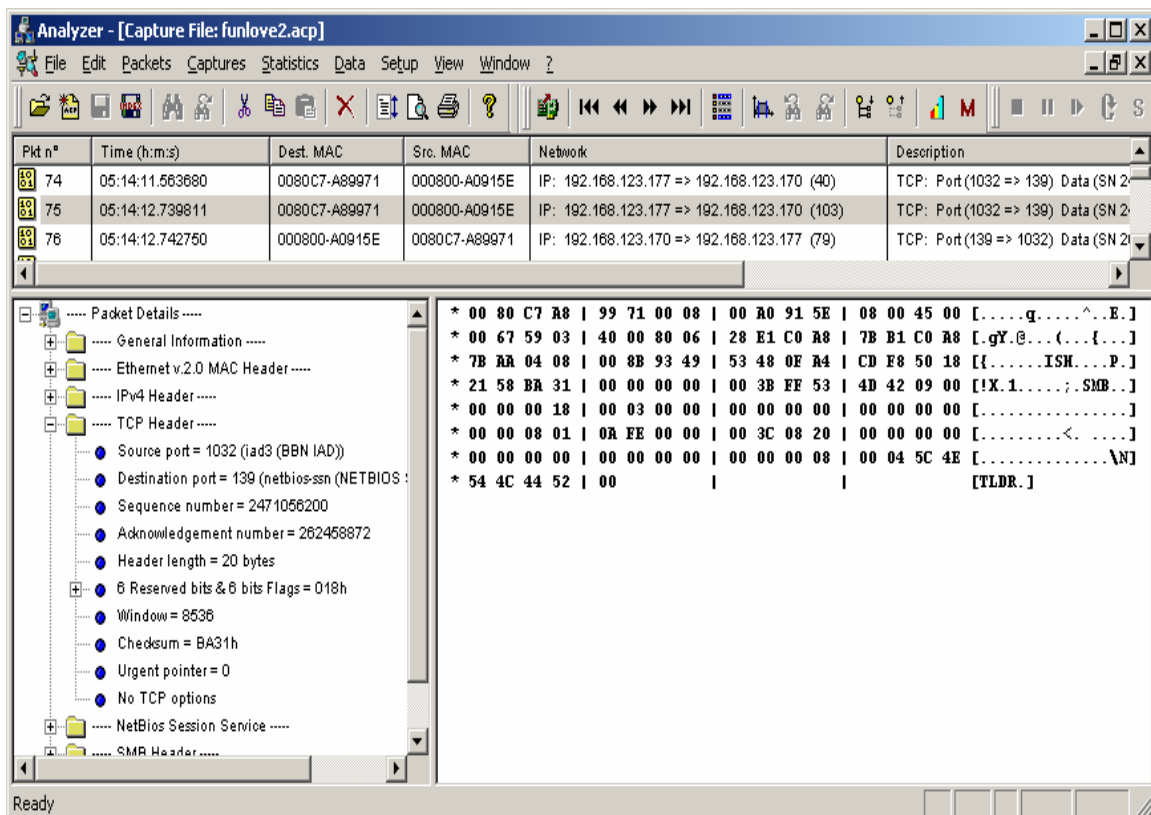 Analyzer - [Capture File: funlove2.acp]
File Edit Packets Captures Statistics Data Setup View Window ?
M S
Pkt n° Time (h:m:s) Dest. MAC Src. MAC Network Description
74 05:14:11.563680 0080C7-A89971 000800-A0915E IP: 192.168.123.177 => 192.168.123.170 (40) TCP: Port (1032 => 139) Data (SN 2
75 05:14:12.739811 0080C7-A89971 000800-A0915E IP: 192.168.123.177 => 192.168.123.170 (103) TCP: Port (1032 => 139) Data (SN 2
76 05:14:12.742750 000800-A0915E 0080C7-A89971 IP: 192.168.123.170 => 192.168.123.177 (79) TCP: Port (139 => 1032) Data (SN 2
----- Packet Details -----
----- General Information -----
----- Ethernet v.2.0 MAC Header -----
----- IPv4 Header -----
----- TCP Header -----
Source port = 1032 (iad3 (BBN IAD))
Destination port = 139 (netbios-ssn (NETBIOS
Sequence number = 2471056200
Acknowledgement number = 262458872
Header length = 20 bytes
6 Reserved bits & 6 bits Flags = 018h
Window = 8536
Checksum = BA31h
Urgent pointer = 0
No TCP options
----- NetBios Session Service -----
----- SMB Header -----
* 00 80 C7 A8 | 99 71 00 08 | 00 A0 91 5E | 08 00 45 00 [.....q.....^..E.]
* 00 67 59 03 | 40 00 80 06 | 28 E1 C0 A8 | 7B B1 C0 A8 [.gY.@...(...{...]
* 7B AA 04 08 | 00 8B 93 49 | 53 48 0F A4 | CD F8 50 18 [{......ISH....P.]
* 21 58 BA 31 | 00 00 00 00 | 00 3B FF 53 | 4D 42 09 00 [!X.1.....;.SMB..]
* 00 00 00 18 | 00 03 00 00 | 00 00 00 00 | 00 00 00 00 [................]
* 00 00 08 01 | 0A FE 00 00 | 00 3C 08 20 | 00 00 00 00 [.........<. ....]
* 00 00 00 00 | 00 00 00 00 | 00 00 00 08 | 00 04 5C 4E [..............\N]
* 54 4C 44 52 | 00 | | [TLDR.]
Ready